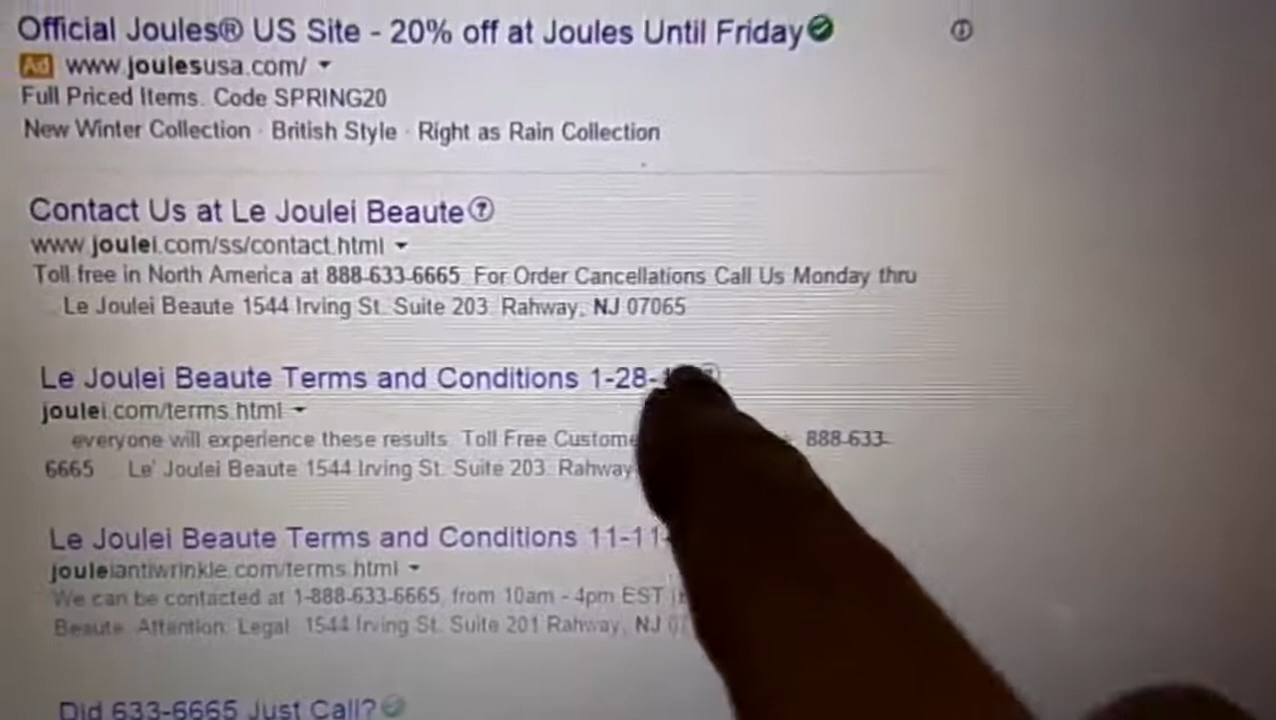 Official Joules® US Site - 20% off at Joules Until Friday
Ad www.joulesusa.com/
Full Priced Items. Code SPRING20
New Winter Collection · British Style · Right as Rain Collection
Contact Us at Le Joulei Beaute
www.joulei.com/ss/contact.html
Toll free in North America at 888-633-6665. For Order Cancellations Call Us Monday thru
Le Joulei Beaute 1544 Irving St. Suite 203. Rahway, NJ 07065
Le Joulei Beaute Terms and Conditions 1-28-
joulei.com/terms.html
everyone will experience these results. Toll Free 888-633-
6665 Le' Joulei Beaute 1544 Irving St. Suite 203. Rahway
Le Joulei Beaute Terms and Conditions 11-11-
jouleiantiwrinkle.com/terms.html
We can be contacted at 1-888-633-6665, from 10am - 4pm EST
Beaute. Attention: Legal. 1544 Irving St. Suite 201 Rahway, NJ
Did 633-6665 Just Call?